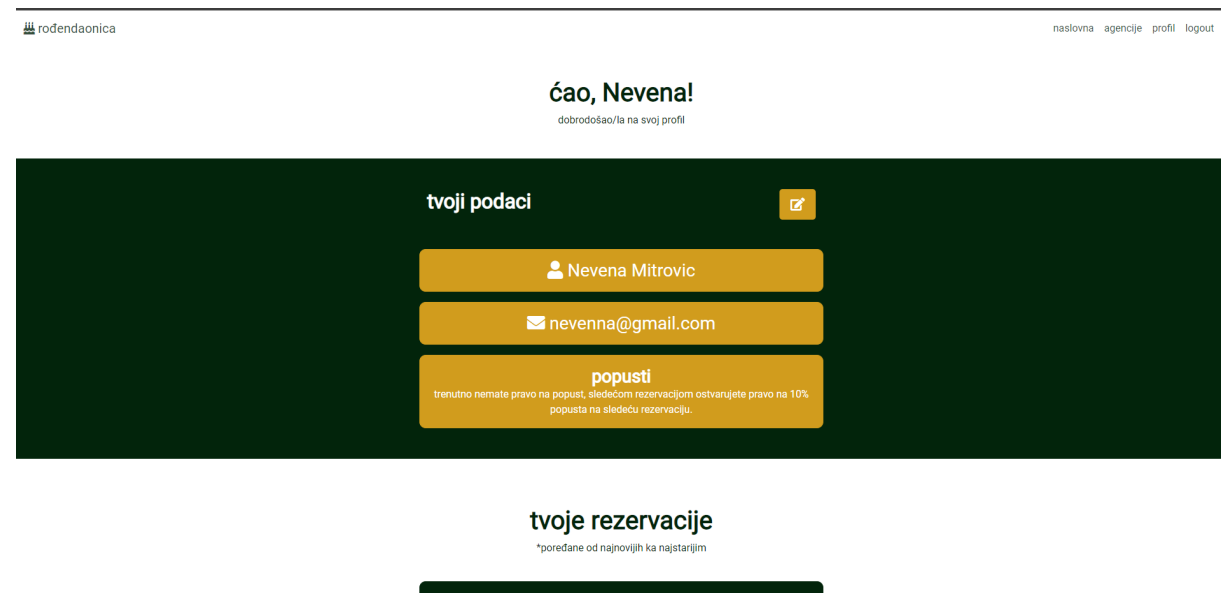 rođendaonica
naslovna agencije profil logout
ćao, Nevena!
dobrodošao/la na svoj profil
tvoji podaci
Nevena Mitrovic
nevenna@gmail.com
popusti
trenutno nemate pravo na popust, sledećom rezervacijom ostvarujete pravo na 10%
popusta na sledeću rezervaciju.
tvoje rezervacije
*poređane od najnovijih ka najstarijim